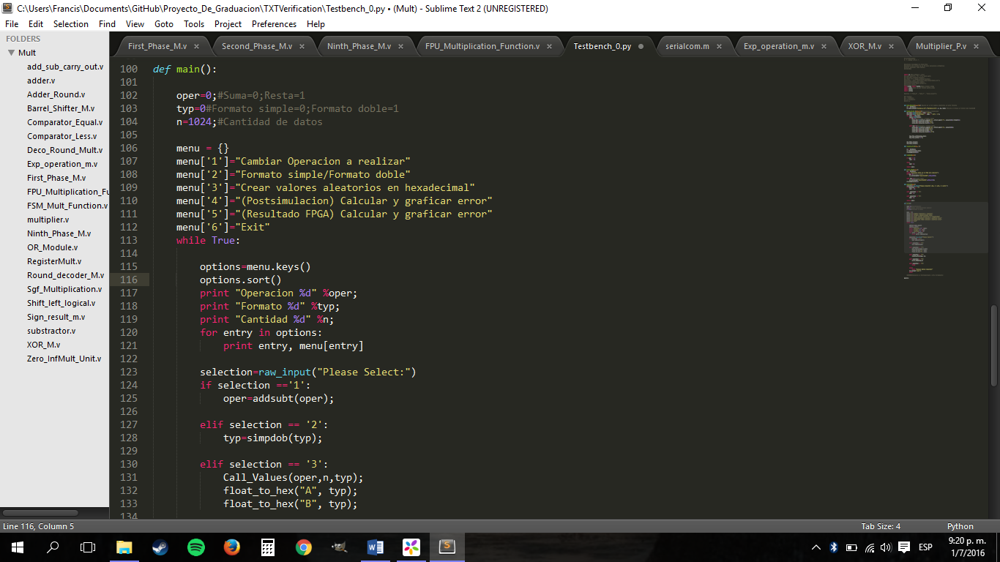 C:\Users\Francis\Documents\GitHub\Proyecto_De_Graduacion\TXTVerification\Testbench_0.py • (Mult) - Sublime Text 2 (UNREGISTERED)
File Edit Selection Find View Goto Tools Project Preferences Help
FOLDERS
Mult
add_sub_carry_out.v
adder.v
Adder_Round.v
Barrel_Shifter_M.v
Comparator_Equal.v
Comparator_Less.v
Deco_Round_Mult.v
Exp_operation_m.v
First_Phase_M.v
FPU_Multiplication_Fu
FSM_Mult_Function.v
multiplier.v
Ninth_Phase_M.v
OR_Module.v
RegisterMult.v
Round_decoder_M.v
Sgf_Multiplication.v
Shift_left_logical.v
Sign_result_m.v
substractor.v
XOR_M.v
Zero_InfMult_Unit.v
First_Phase_M.v × Second_Phase_M.v × Ninth_Phase_M.v × FPU_Multiplication_Function.v × Testbench_0.py • serialcom.m × Exp_operation_m.v × XOR_M.v × Multiplier_P.v ×
100 def main():
101
102 oper=0;#Suma=0;Resta=1
103 typ=0#Formato simple=0;Formato doble=1
104 n=1024;#Cantidad de datos
105
106 menu = {}
107 menu['1']="Cambiar Operacion a realizar"
108 menu['2']="Formato simple/Formato doble"
109 menu['3']="Crear valores aleatorios en hexadecimal"
110 menu['4']="(Postsimulacion) Calcular y graficar error"
111 menu['5']="(Resultado FPGA) Calcular y graficar error"
112 menu['6']="Exit"
113 while True:
114
115 options=menu.keys()
116 options.sort()
117 print "Operacion %d" %oper;
118 print "Formato %d" %typ;
119 print "Cantidad %d" %n;
120 for entry in options:
121 print entry, menu[entry]
122
123 selection=raw_input("Please Select:")
124 if selection =='1':
125 oper=addsubt(oper);
126
127 elif selection == '2':
128 typ=simpdob(typ);
129
130 elif selection == '3':
131 Call_Values(oper,n,typ);
132 float_to_hex("A", typ);
133 float_to_hex("B", typ);
134
Line 116, Column 5 Tab Size: 4 Python
ESP 9:20 p. m.
1/7/2016